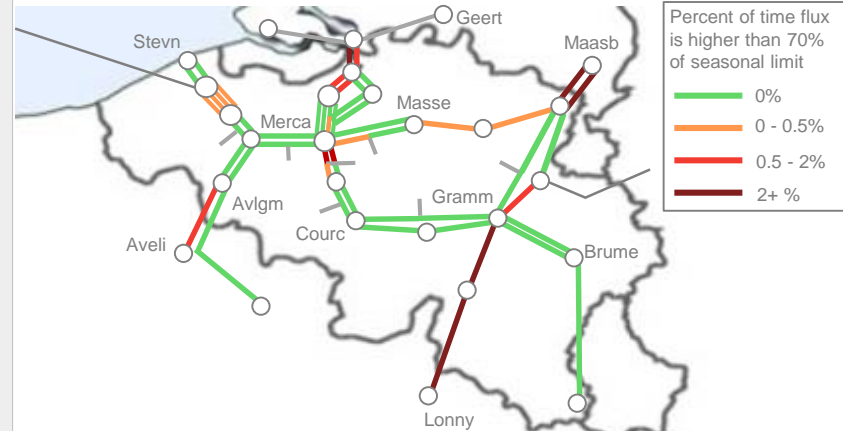 Geert
Stevn
Maasb
Masse
Merca
Gramm
Avlgm
Courc
Aveli
Brume
Lonny
Percent of time flux
is higher than 70%
of seasonal limit
0%
0 - 0.5%
0.5 - 2%
2+ %